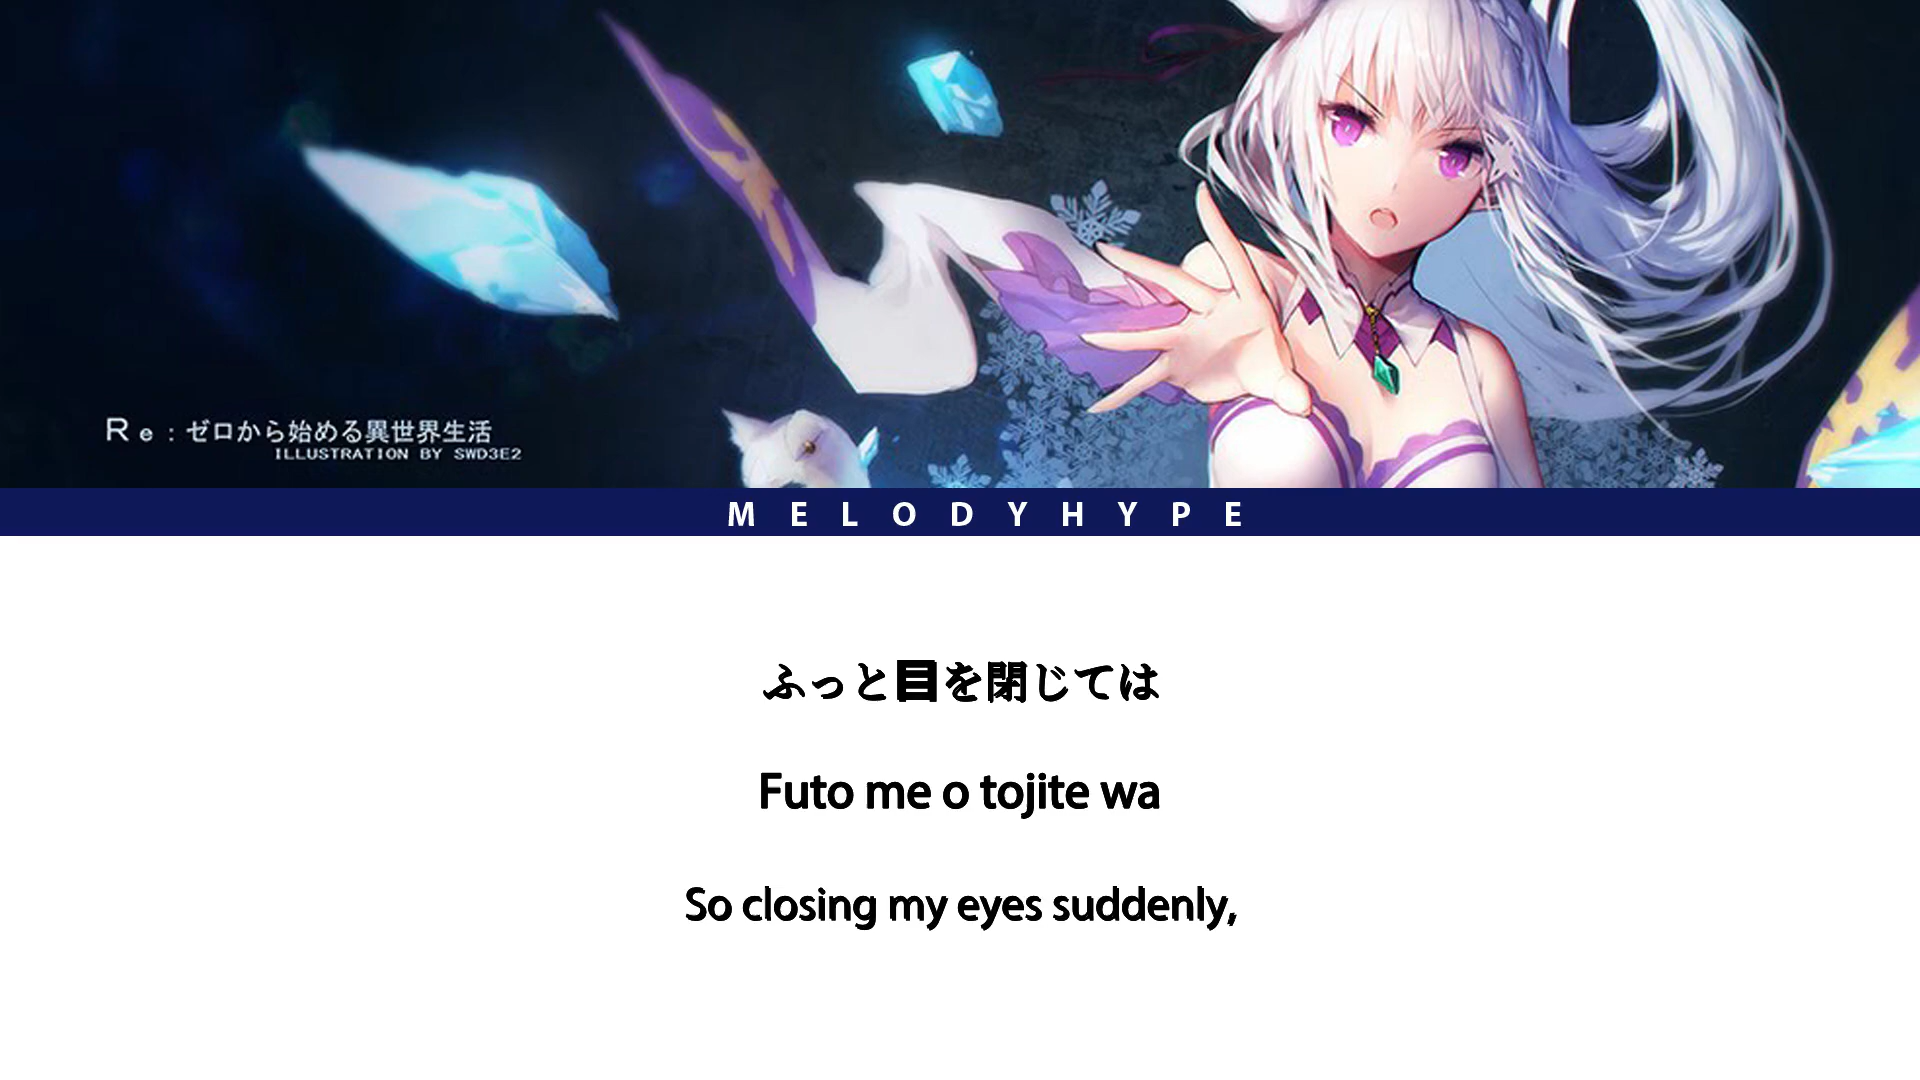 Re：ゼロから始める異世界生活
ILLUSTRATION BY SWD3E2
MELODYHYPE
ふっと目を閉じては
Futo me o tojite wa
So closing my eyes suddenly,